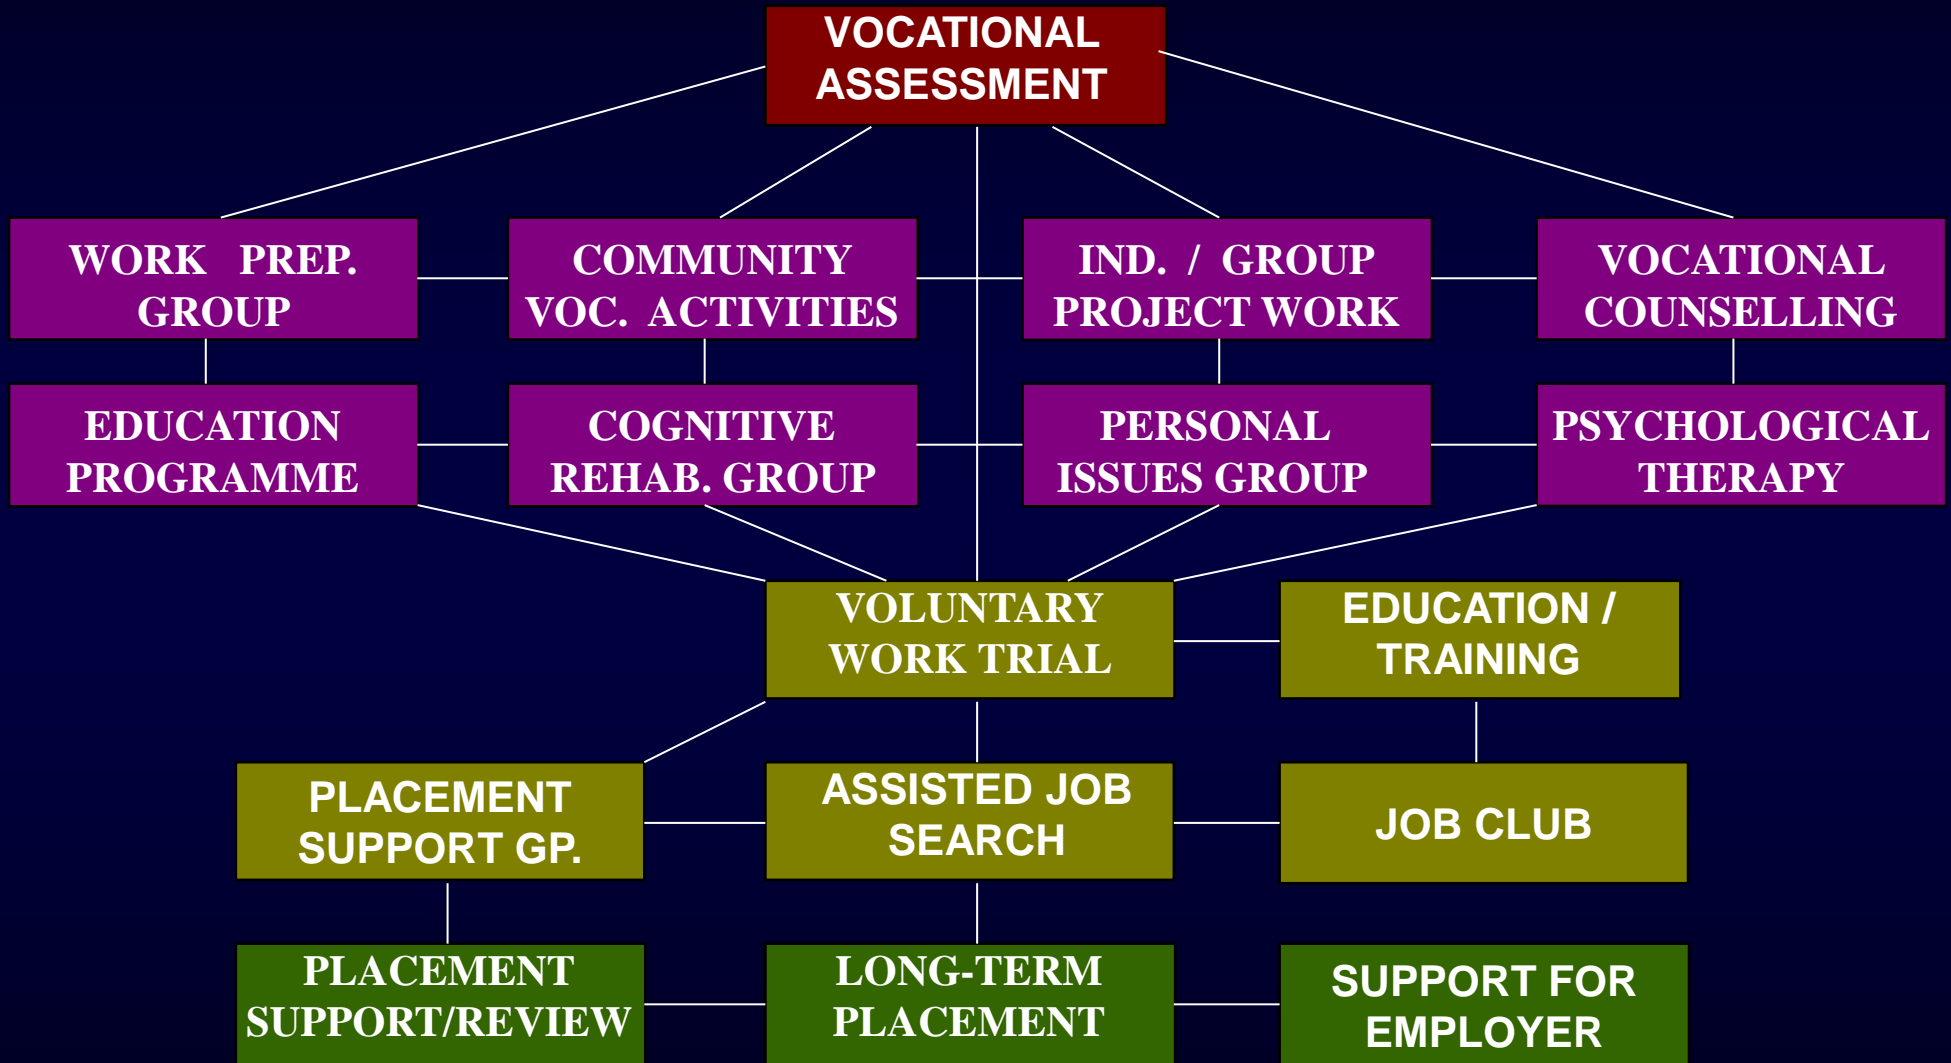 VOCATIONAL
ASSESSMENT
WORK PREP.
GROUP
COMMUNITY
VOC. ACTIVITIES
IND. / GROUP
PROJECT WORK
VOCATIONAL
COUNSELLING
EDUCATION
PROGRAMME
COGNITIVE
REHAB. GROUP
PERSONAL
ISSUES GROUP
PSYCHOLOGICAL
THERAPY
VOLUNTARY
WORK TRIAL
EDUCATION /
TRAINING
PLACEMENT
SUPPORT GP.
ASSISTED JOB
SEARCH
JOB CLUB
PLACEMENT
SUPPORT/REVIEW
LONG-TERM
PLACEMENT
SUPPORT FOR
EMPLOYER